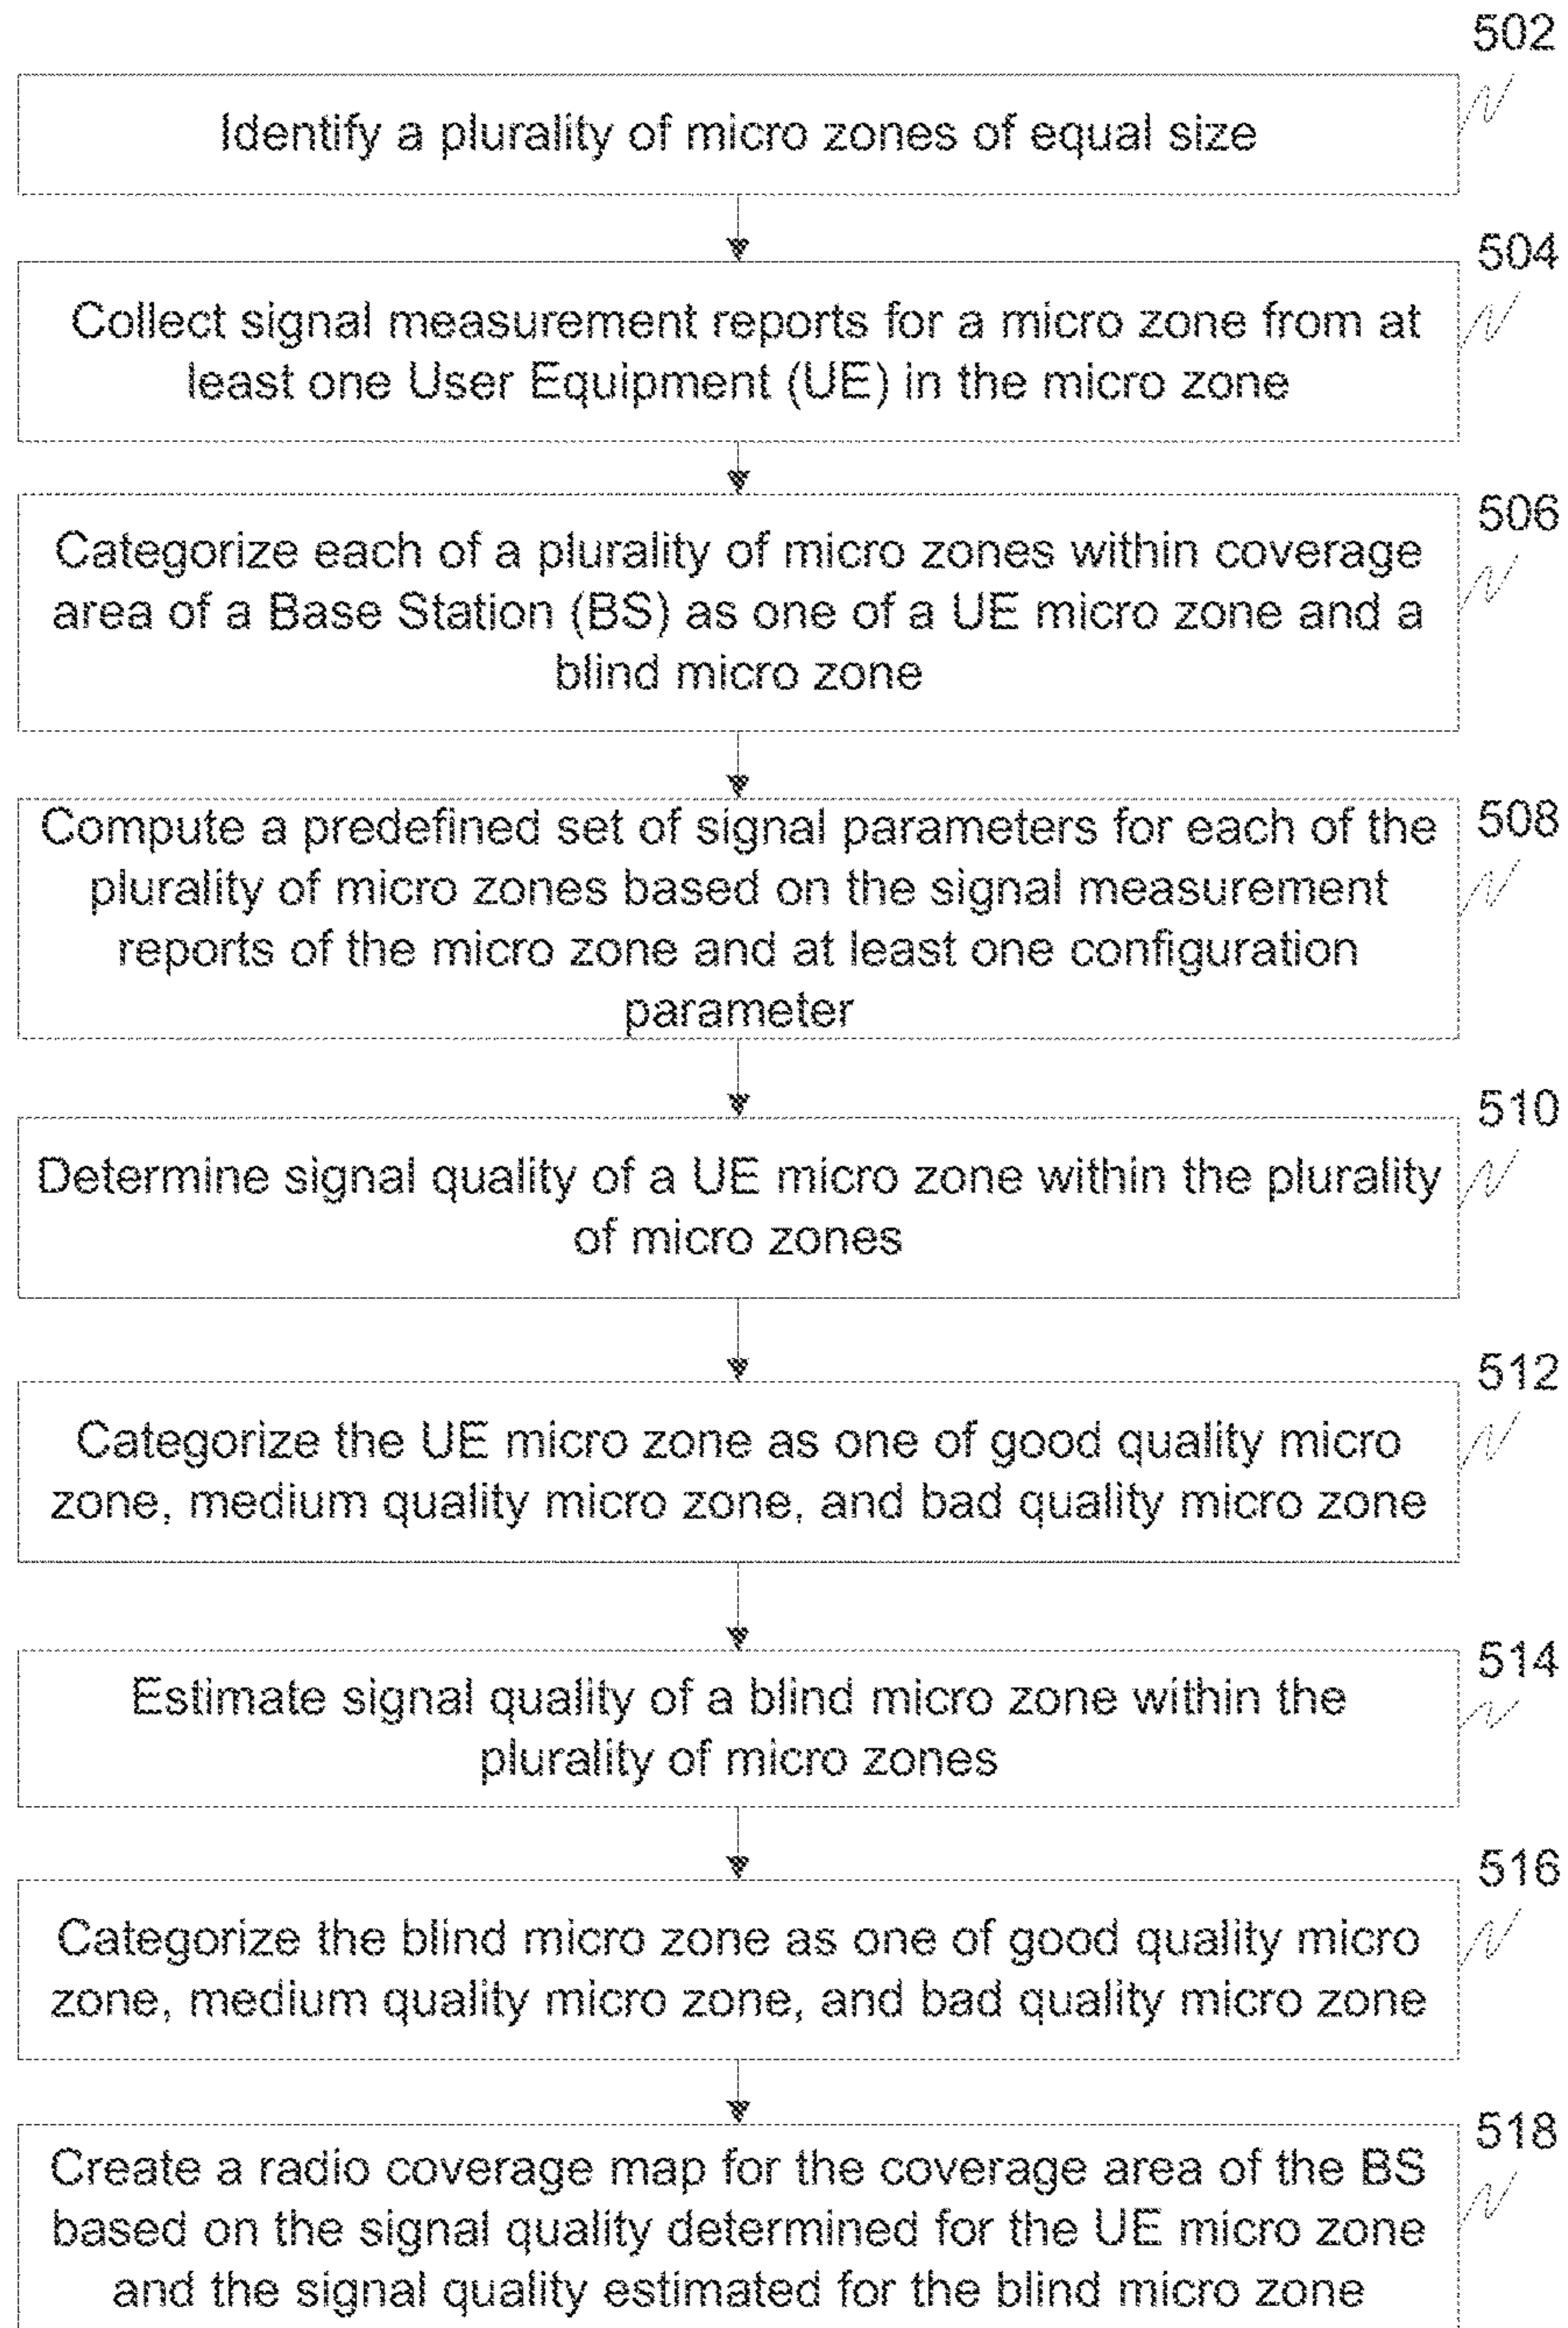 502
Identify a plurality of micro zones of equal size
504
Collect signal measurement reports for a micro zone from at
least one User Equipment (UE) in the micro zone
506
Categorize each of a plurality of micro zones within coverage
area of a Base Station (BS) as one of a UE micro zone and a
blind micro zone
508
Compute a predefined set of signal parameters for each of the
plurality of micro zones based on the signal measurement
reports of the micro zone and at least one configuration
parameter
510
Determine signal quality of a UE micro zone within the plurality
of micro zones
512
Categorize the UE micro zone as one of good quality micro
zone, medium quality micro zone, and bad quality micro zone
514
Estimate signal quality of a blind micro zone within the
plurality of micro zones
516
Categorize the blind micro zone as one of good quality micro
zone, medium quality micro zone, and bad quality micro zone
518
Create a radio coverage map for the coverage area of the BS
based on the signal quality determined for the UE micro zone
and the signal quality estimated for the blind micro zone